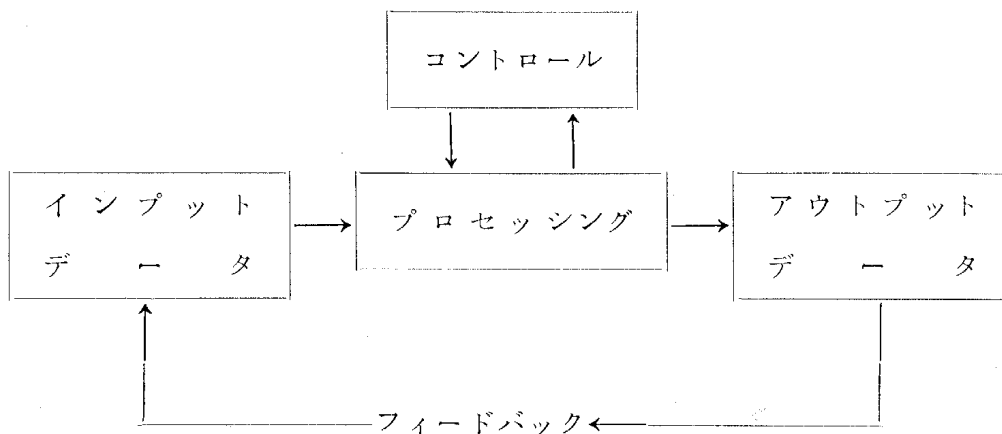 コントロール
インプット
データ
プロセッシング
アウトプット
データ
フィードバック